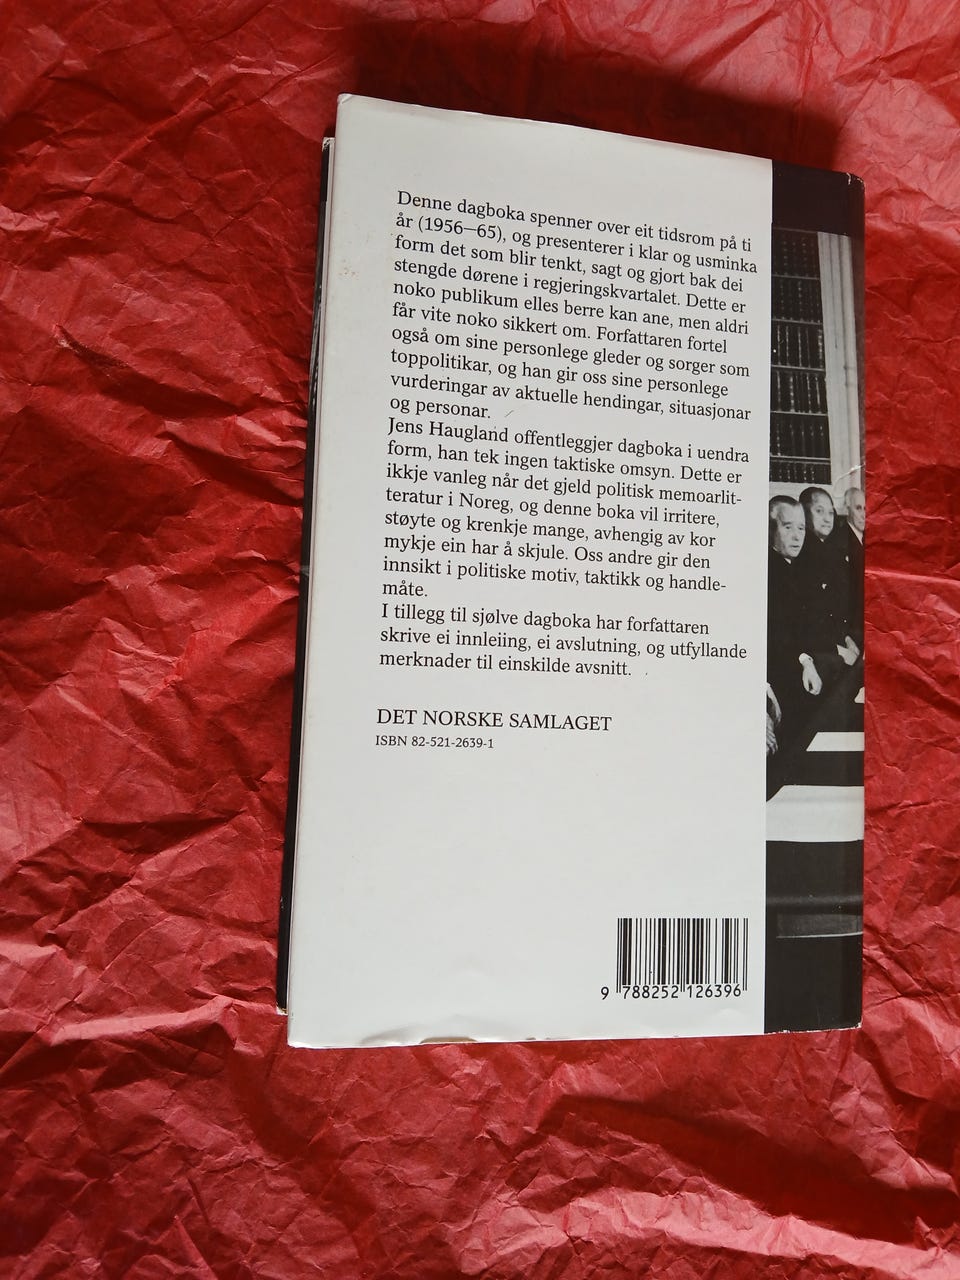 Denne dagboka spenner over eit tidsrom på ti
år (1956—65), og presenterer i klar og usminka
form det som blir tenkt, sagt og gjort bak dei
stengde dørene i regjeringskvartalet. Dette er
noko publikum elles berre kan ane, men aldri
får vite noko sikkert om. Forfattaren fortel
også om sine personlege gleder og sorger som
toppolitikar, og han gir oss sine personlege
vurderingar av aktuelle hendingar, situasjonar
og personar.
Jens Haugland offentleggjer dagboka i uendra
form, han tek ingen taktiske omsyn. Dette er
ikkje vanleg når det gjeld politisk memoarlit-
teratur i Noreg, og denne boka vil irritere,
støyte og krenkje mange, avhengig av kor
mykje ein har å skjule. Oss andre gir den
innsikt i politiske motiv, taktikk og handle-
måte.
I tillegg til sjølve dagboka har forfattaren
skrive ei innleiing, ei avslutning, og utfyllande
merknader til einskilde avsnitt.
DET NORSKE SAMLAGET
ISBN 82-521-2639-1
9 788252 126396